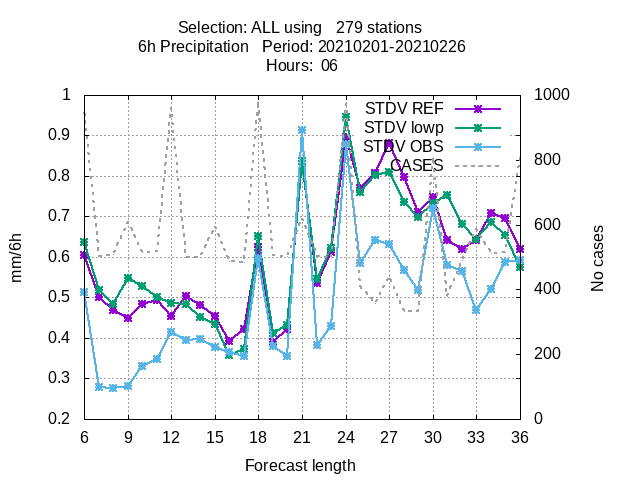 Selection: ALL using   279 stations
6h Precipitation   Period: 20210201-20210226
Hours:  06
STDV REF
STDV lowp
STDV OBS
CASES
1
0.9
0.8
0.7
0.6
0.5
0.4
0.3
0.2
mm/6h
1000
800
600
400
200
0
No cases
6 9 12 15 18 21 24 27 30 33 36
Forecast length